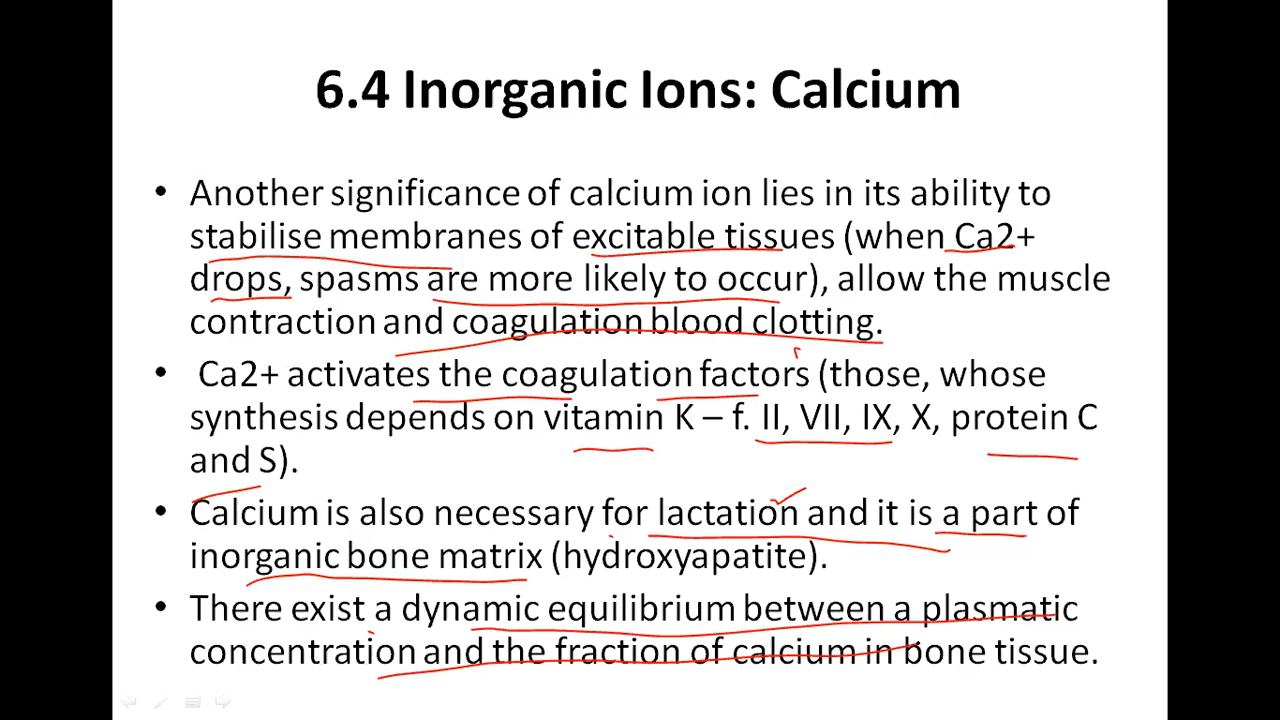 6.4 Inorganic Ions: Calcium
• Another significance of calcium ion lies in its ability to
stabilise membranes of excitable tissues (when Ca2+
drops, spasms are more likely to occur), allow the muscle
contraction and coagulation blood clotting.
• Ca2+ activates the coagulation factors (those, whose
synthesis depends on vitamin K – f. II, VII, IX, X, protein C
and S).
• Calcium is also necessary for lactation and it is a part of
inorganic bone matrix (hydroxyapatite).
• There exist a dynamic equilibrium between a plasmatic
concentration and the fraction of calcium in bone tissue.